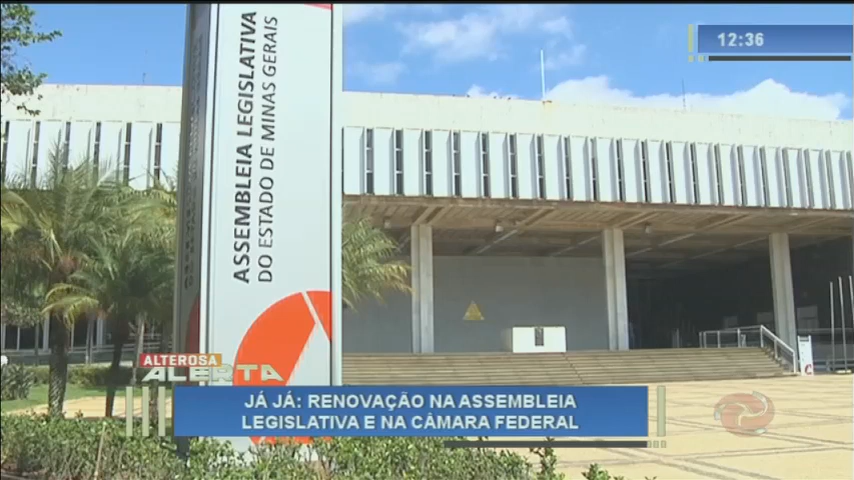 12:36
ASSEMBLEIA LEGISLATIVA
DO ESTADO DE MINAS GERAIS
ALTEROSA
ALERTA
JÁ JÁ: RENOVAÇÃO NA ASSEMBLEIA
LEGISLATIVA E NA CÂMARA FEDERAL